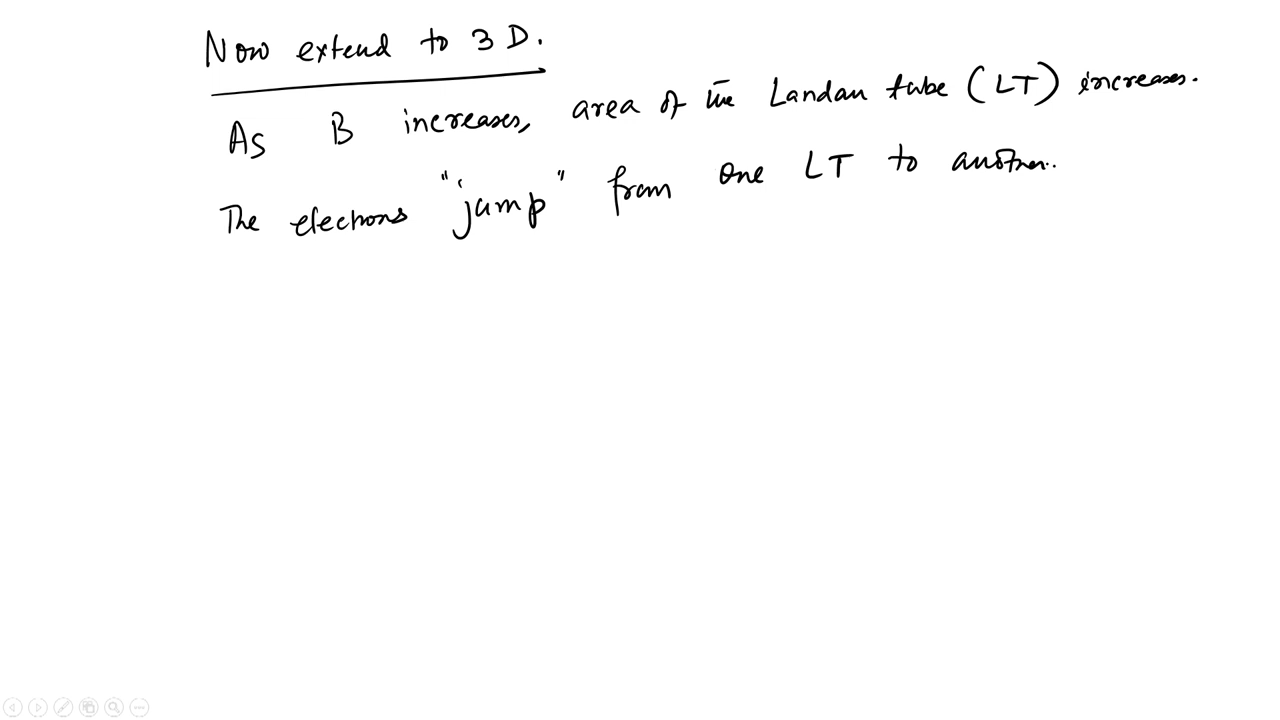 Now extend to 3 D.
As B increases, area of the Landau tube (LT) increases.
The electrons "jump" from one LT to another..